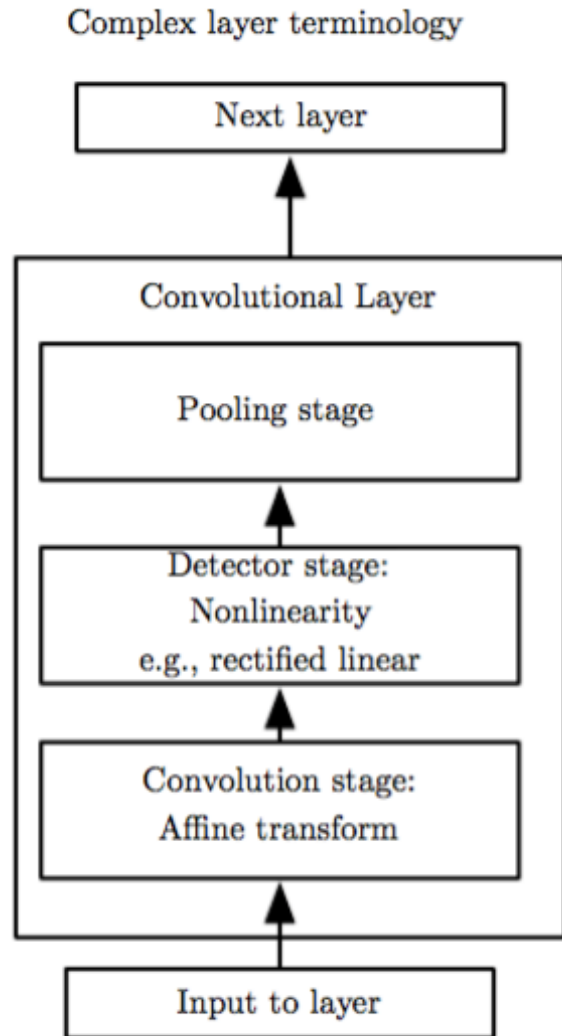 Complex layer terminology
Next layer
Convolutional Layer
Pooling stage
Detector stage:
Nonlinearity
e.g., rectified linear
Convolution stage:
Affine transform
Input to layer